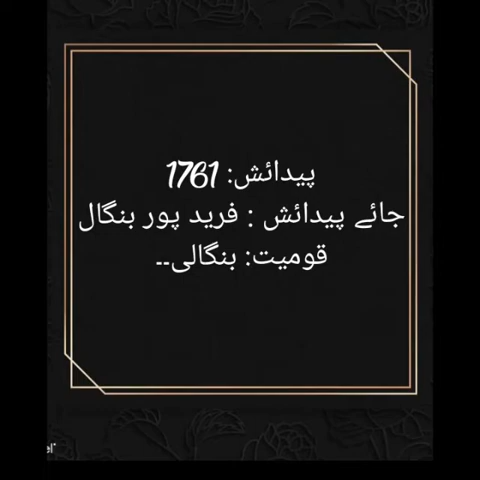 پیدائش: 1761
جائے پیدائش : فرید پور بنگال
قومیت: بنگالی--